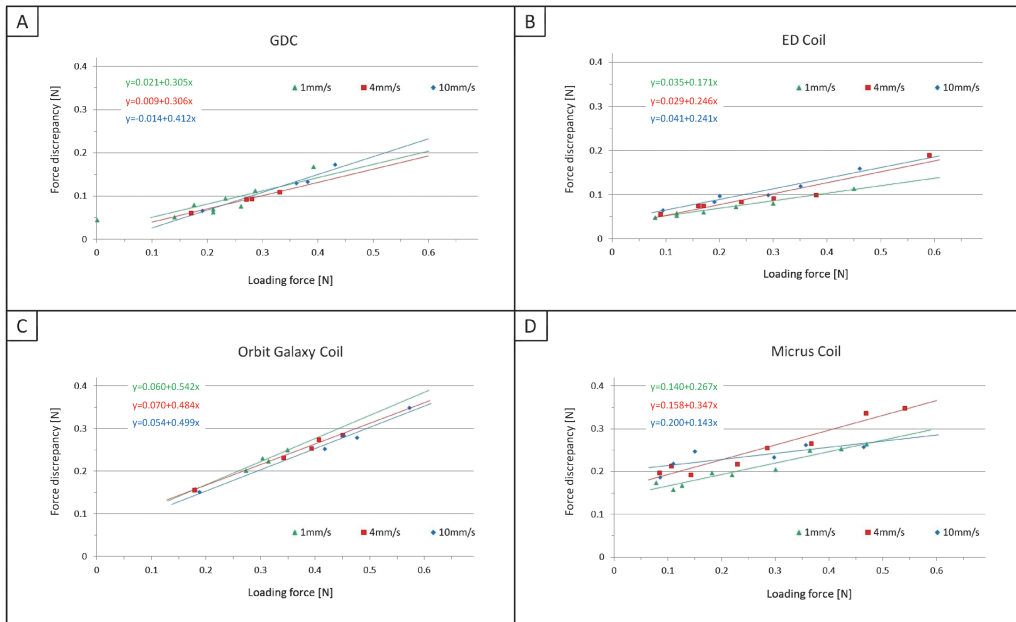 A
GDC
y=0.021+0.305x
y=0.009+0.306x
y=-0.014+0.412x
1mm/s 4mm/s 10mm/s
Force discrepancy [N]
0.4
0.3
0.2
0.1
0
0 0.1 0.2 0.3 0.4 0.5 0.6
Loading force [N]
B
ED Coil
y=0.035+0.171x
y=0.029+0.246x
y=0.041+0.241x
1mm/s 4mm/s 10mm/s
Force discrepancy [N]
0.4
0.3
0.2
0.1
0
0 0.1 0.2 0.3 0.4 0.5 0.6
Loading force [N]
C
Orbit Galaxy Coil
y=0.060+0.542x
y=0.070+0.484x
y=0.054+0.499x
Force discrepancy [N]
0.4
0.3
0.2
0.1
0
1mm/s 4mm/s 10mm/s
0 0.1 0.2 0.3 0.4 0.5 0.6
Loading force [N]
D
Micrus Coil
y=0.140+0.267x
y=0.158+0.347x
y=0.200+0.143x
Force discrepancy [N]
0.4
0.3
0.2
0.1
0
1mm/s 4mm/s 10mm/s
0 0.1 0.2 0.3 0.4 0.5 0.6
Loading force [N]